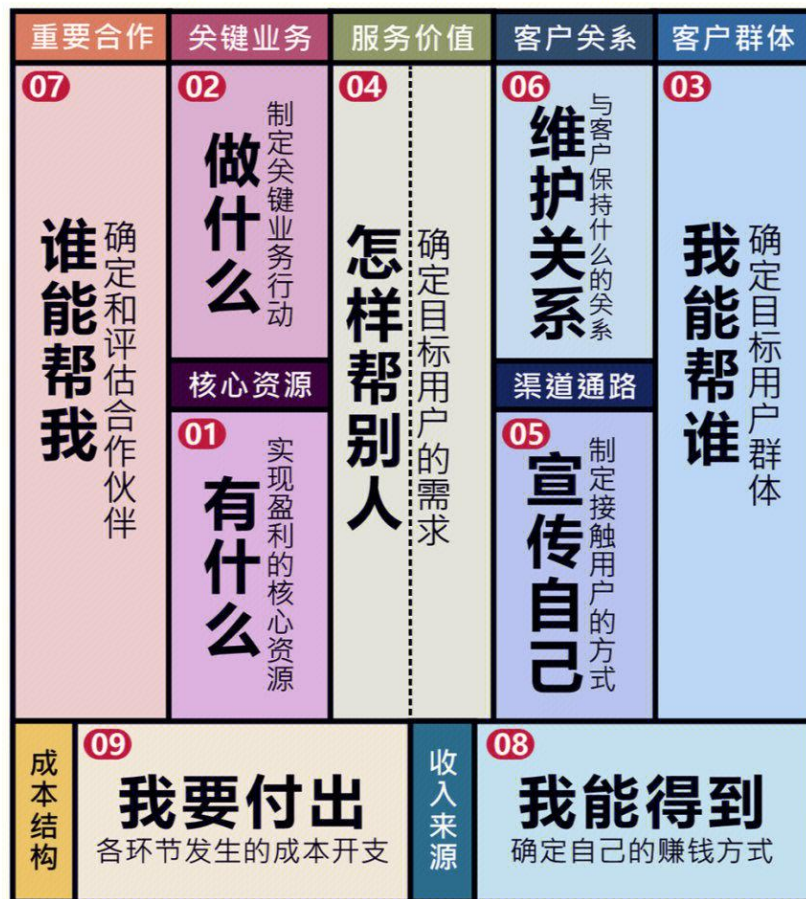 重要合作
07
谁能帮我
确定和评估合作伙伴
关键业务
02
做什么
制定关键业务行动
核心资源
01
有什么
实现盈利的核心资源
服务价值
04
怎样帮别人
确定目标用户的需求
客户关系
06
维护关系
与客户保持什么的关系
渠道通路
05
宣传自己
制定接触用户的方式
客户群体
03
我能帮谁
确定目标用户群体
成本结构
09
我要付出
各环节发生的成本开支
收入来源
08
我能得到
确定自己的赚钱方式